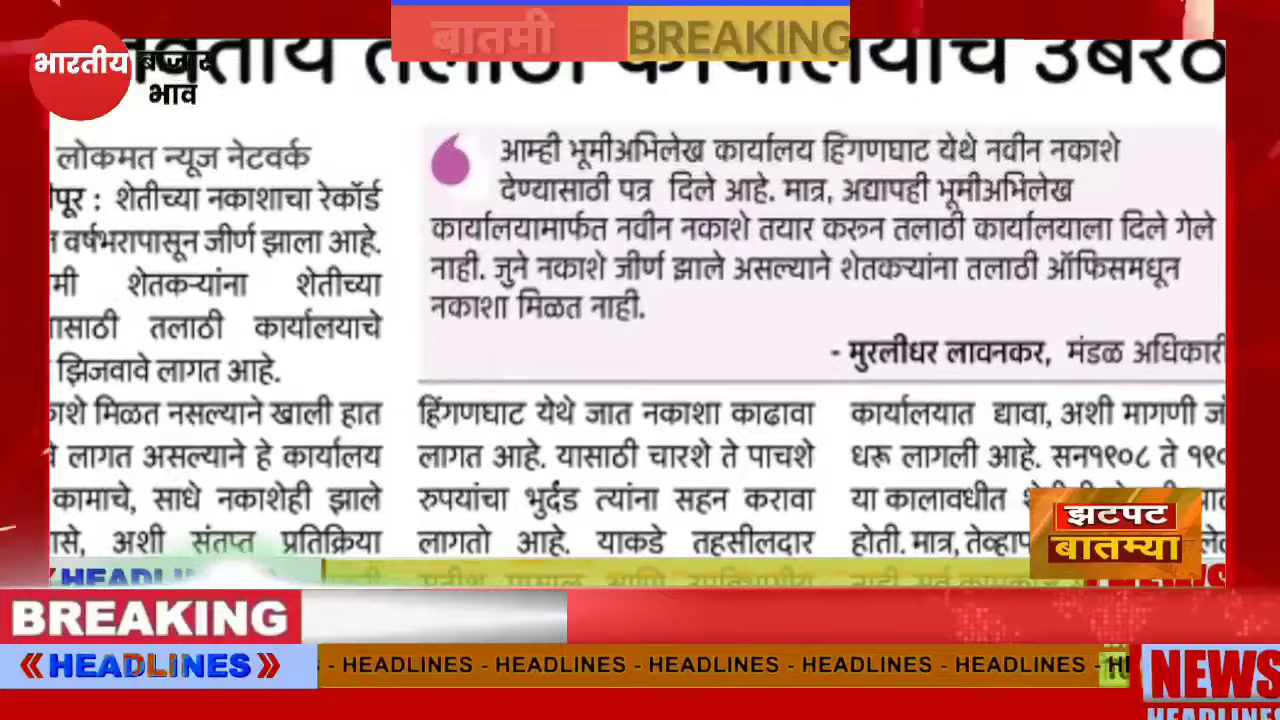 बातमी BREAKING
भारतीय बाजार
भाव
तलाठी कार्यालयाचे उंबरठ
लोकमत न्यूज नेटवर्क
शेतीच्या नकाशाचा रेकॉर्ड
वर्षभरापासून जीर्ण झाला आहे.
शेतकऱ्यांना शेतीच्या
तलाठी कार्यालयाचे
झिजवावे लागत आहे.
मिळत नसल्याने खाली हात
लागत असल्याने हे कार्यालय
कामाचे, साधे नकाशेही झाले
अशी संतप्त प्रतिक्रिया
आम्ही भूमीअभिलेख कार्यालय हिंगणघाट येथे नवीन नकाशे
देण्यासाठी पत्र दिले आहे. मात्र, अद्यापही भूमीअभिलेख
कार्यालयामार्फत नवीन नकाशे तयार करून तलाठी कार्यालयाला दिले गेले
नाही. जुने नकाशे जीर्ण झाले असल्याने शेतकऱ्यांना तलाठी ऑफिसमधून
नकाशा मिळत नाही.
- मुरलीधर लावनकर, मंडळ अधिकारी
हिंगणघाट येथे जात नकाशा काढावा
लागत आहे. यासाठी चारशे ते पाचशे
रुपयांचा भुर्दंड त्यांना सहन करावा
लागतो आहे. याकडे तहसीलदार
कार्यालयात द्यावा, अशी मागणी
धरू लागली आहे. सन१९०८ ते
या कालावधीत
होती. मात्र,
झटपट
बातम्या
BREAKING
«HEADLINES»
- HEADLINES - HEADLINES - HEADLINES - HEADLINES - HEADLINES - HEADLINES -
NEWS
HEADLINES